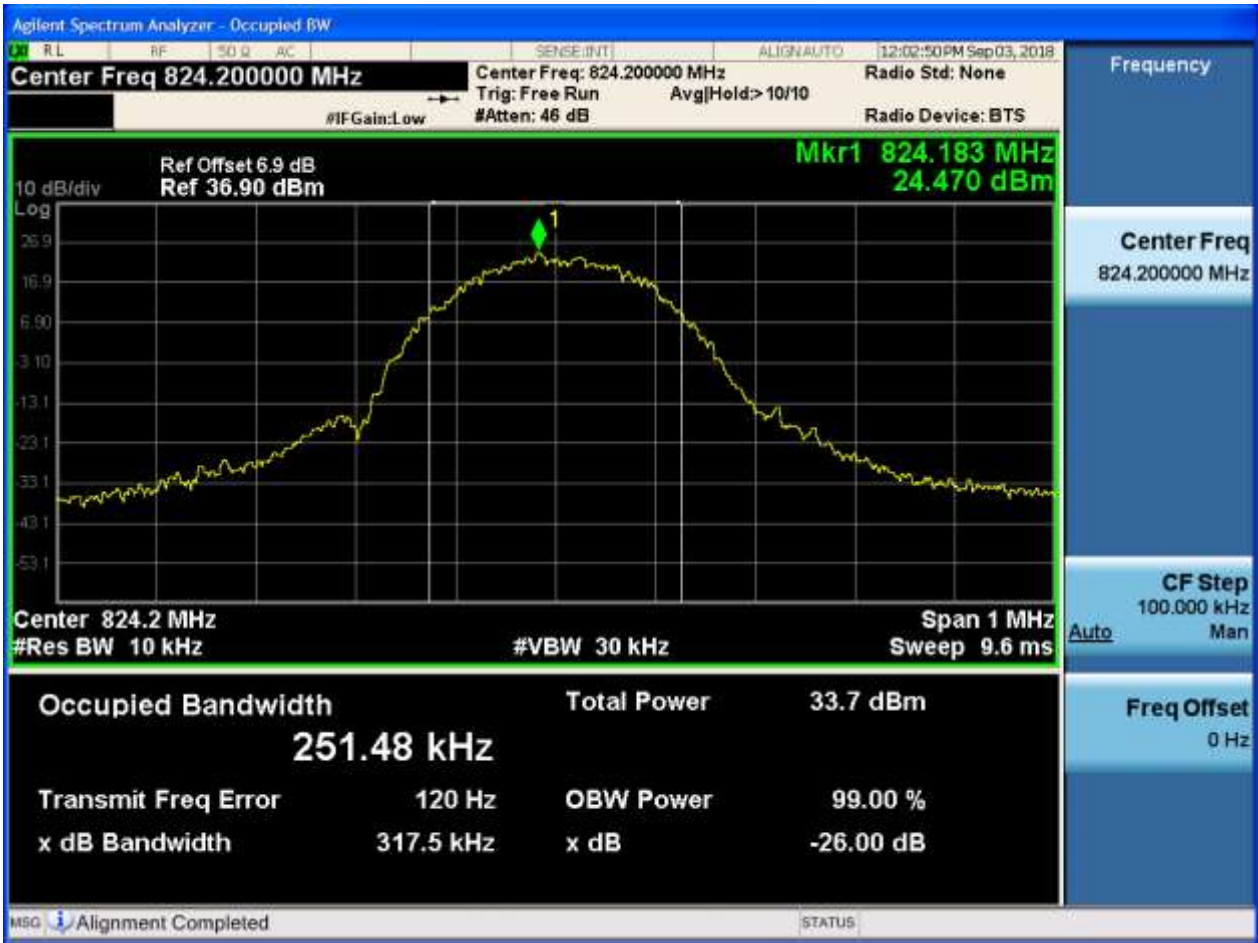 Agilent Spectrum Analyzer - Occupied BW
LXI RL RF 50 Ω AC SENSE:INT ALIGNAUTO 12:02:50PM Sep03, 2018
Center Freq 824.200000 MHz
Center Freq: 824.200000 MHz
Radio Std: None
Trig: Free Run Avg|Hold:> 10/10
#IFGain:Low #Atten: 46 dB Radio Device: BTS
Frequency
Mkr1 824.183 MHz
24.470 dBm
Ref Offset 6.9 dB
10 dB/div Ref 36.90 dBm
Log
1
26.9
16.9
6.90
-3.10
-13.1
-23.1
-33.1
-43.1
-53.1
Center 824.2 MHz Span 1 MHz
#Res BW 10 kHz #VBW 30 kHz Sweep 9.6 ms
Center Freq
824.200000 MHz
CF Step
100.000 kHz
Auto Man
Freq Offset
0 Hz
Occupied Bandwidth Total Power 33.7 dBm
251.48 kHz
Transmit Freq Error 120 Hz OBW Power 99.00 %
x dB Bandwidth 317.5 kHz x dB -26.00 dB
MSG Alignment Completed STATUS